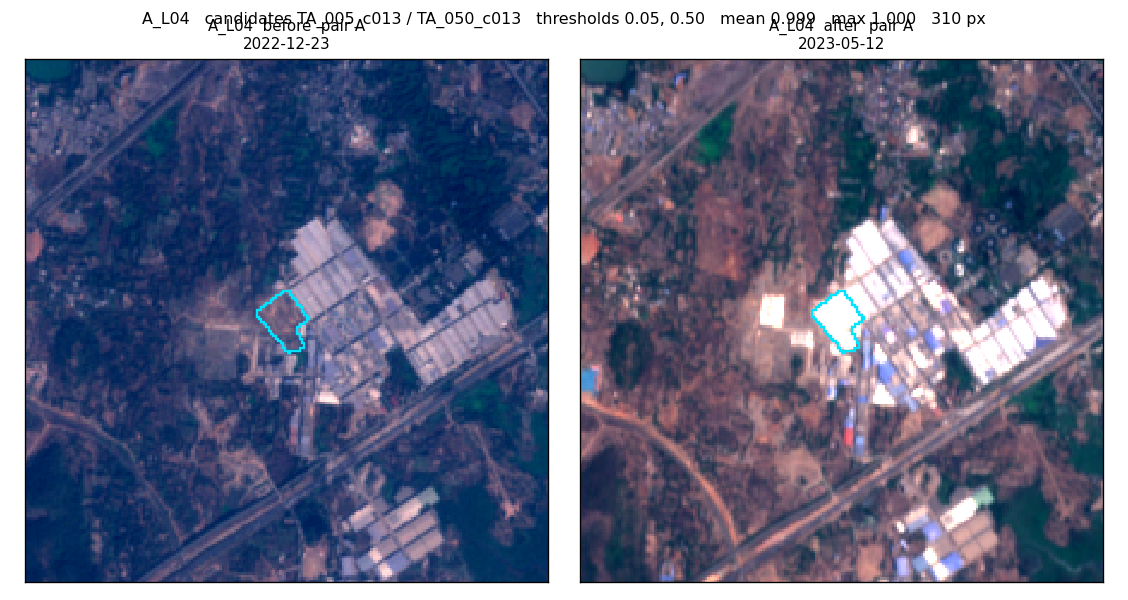 A_L04 candidates TA_005_c013 / TA_050_c013 thresholds 0.05, 0.50 mean 0.999 max 1.000 310 px
A_L04 before pair A
2022-12-23
A_L04 after pair A
2023-05-12